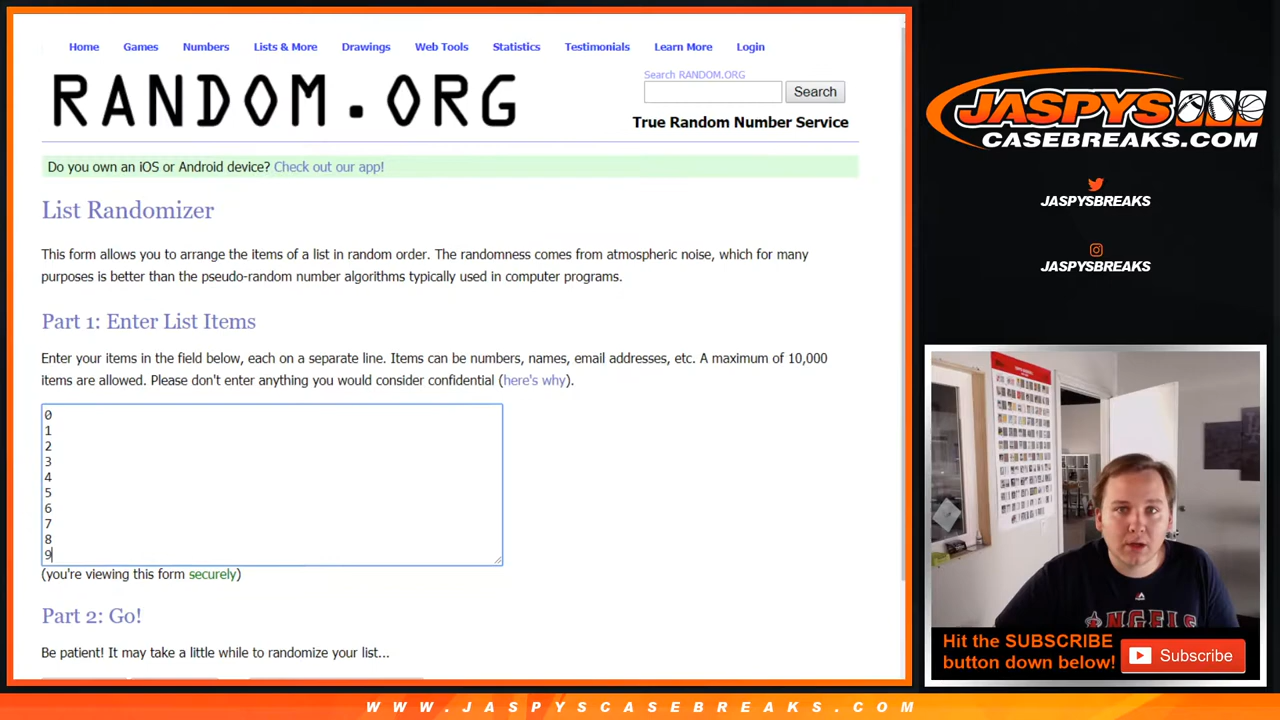 Home Games Numbers Lists & More Drawings Web Tools Statistics Testimonials Learn More Login
RANDOM.ORG
Search RANDOM.ORG
Search
True Random Number Service
Do you own an iOS or Android device? Check out our app!
List Randomizer
This form allows you to arrange the items of a list in random order. The randomness comes from atmospheric noise, which for many
purposes is better than the pseudo-random number algorithms typically used in computer programs.
Part 1: Enter List Items
Enter your items in the field below, each on a separate line. Items can be numbers, names, email addresses, etc. A maximum of 10,000
items are allowed. Please don't enter anything you would consider confidential (here's why).
0
1
2
3
4
5
6
7
8
9
(you're viewing this form securely)
Part 2: Go!
Be patient! It may take a little while to randomize your list...
JASPYS
CASEBREAKS.COM
JASPYSBREAKS
JASPYSBREAKS
ANGELS
Hit the SUBSCRIBE
button down below!
Subscribe
WWW.JASPYSCASEBREAKS.COM